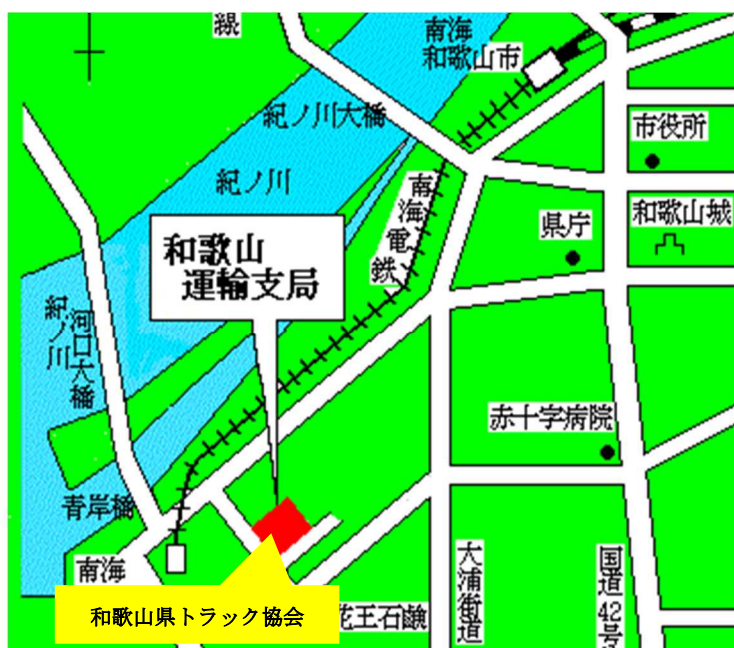 線
南海
和歌山市
紀ノ川大橋
市役所
紀ノ川
南海電鉄
和歌山城
県庁
和歌山
運輸支局
紀ノ川
河口大橋
赤十字病院
青岸橋
南海
和歌山県トラック協会
花王石鹸
大浦街道
国道42号